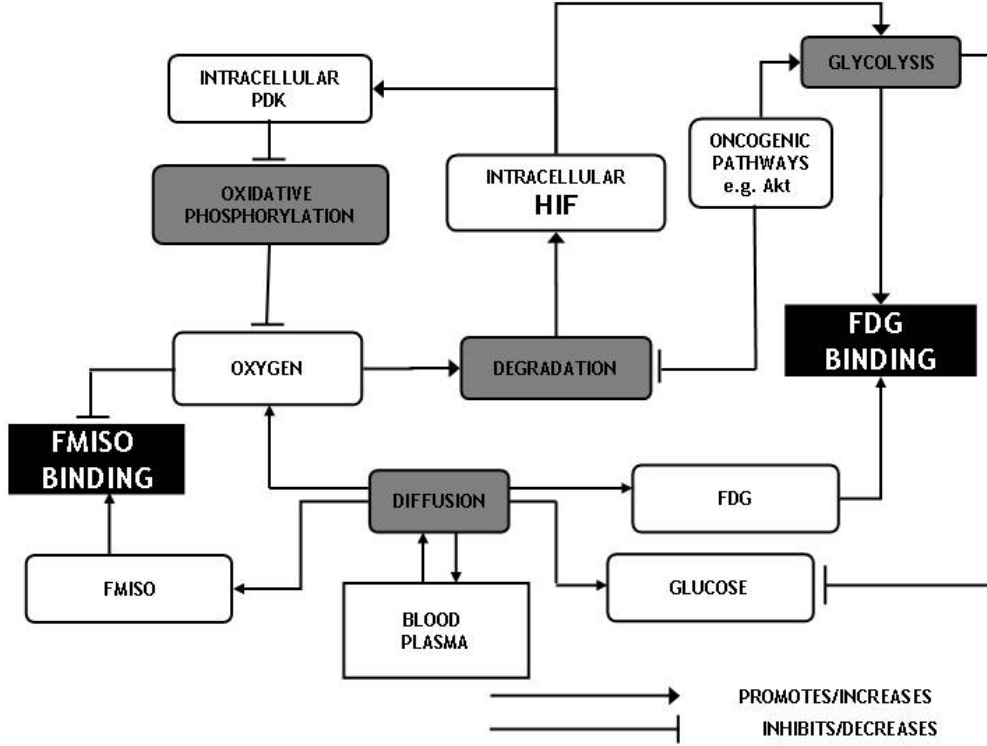 GLYCOLYSIS
INTRACELLULAR
PDK
ONCOGENIC
PATHWAYS
e.g. Akt
INTRACELLULAR
HIF
OXIDATIVE
PHOSPHORYLATION
FDG
BINDING
OXYGEN
DEGRADATION
FMISO
BINDING
DIFFUSION
FDG
FMISO
GLUCOSE
BLOOD
PLASMA
PROMOTES/INCREASES
INHIBITS/DECREASES